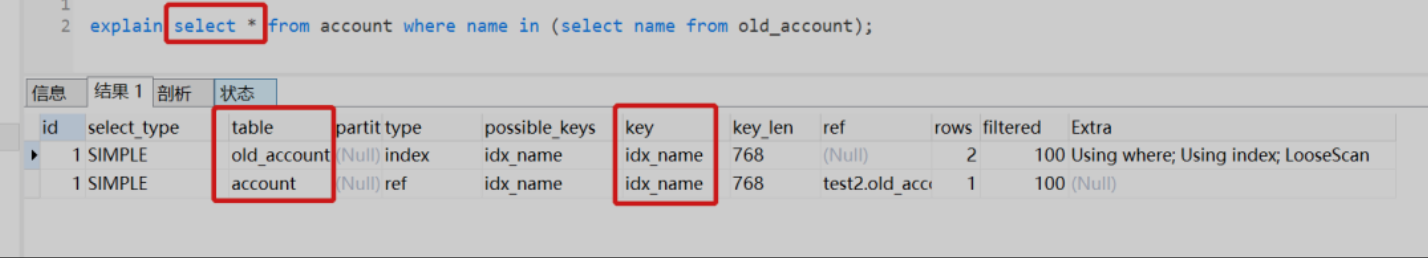 1
2 explain select * from account where name in (select name from old_account);
信息 结果 1 剖析 状态
id select_type table partit type possible_keys key key_len ref rows filtered Extra
1 SIMPLE old_account (Null) index idx_name idx_name 768 (Null) 2 100 Using where; Using index; LooseScan
1 SIMPLE account (Null) ref idx_name idx_name 768 test2.old_acc 1 100 (Null)